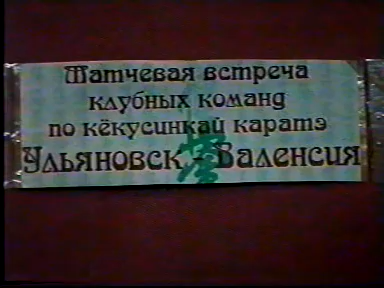 Матчевая встреча
клубных команд
по кёкусинкай каратэ
Ульяновск - Валенсия